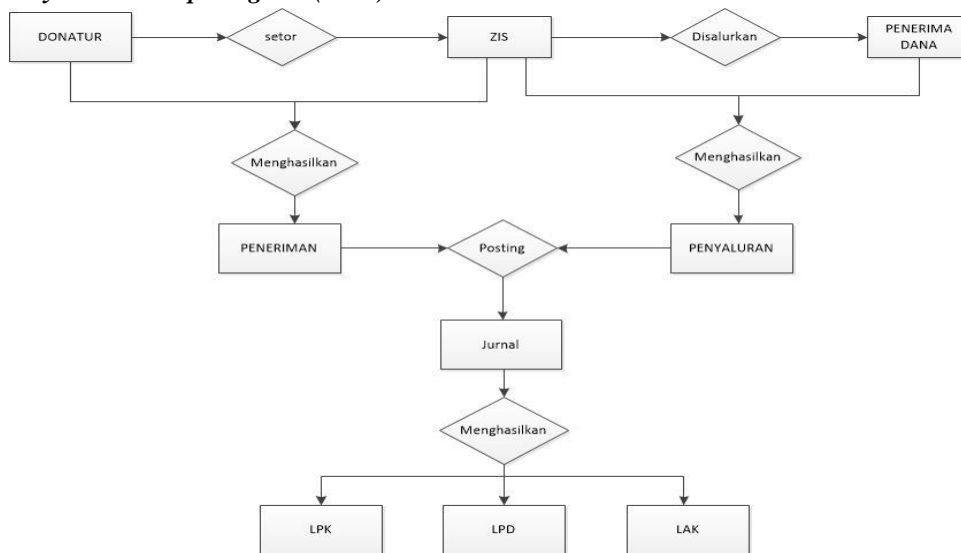 DONATUR
setor
ZIS
Disalurkan
PENERIMA
DANA
Menghasilkan
Menghasilkan
PENERIMAN
Posting
PENYALURAN
Jurnal
Menghasilkan
LPK
LPD
LAK